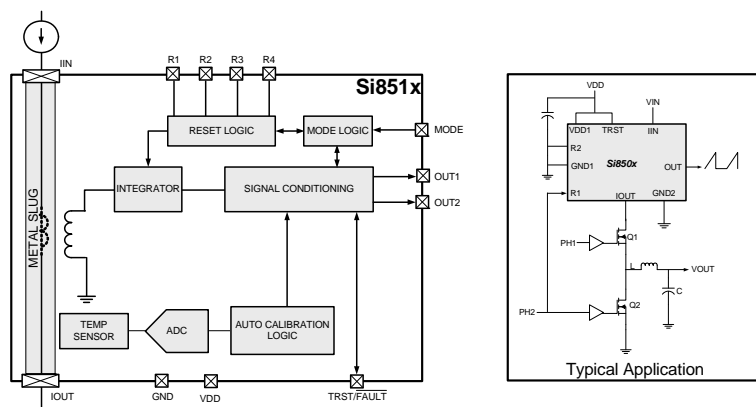 IIN
R1 R2 R3 R4
Si851x
RESET LOGIC
MODE LOGIC
MODE
METAL SLUG
INTEGRATOR
SIGNAL CONDITIONING
OUT1
OUT2
TEMP
SENSOR
ADC
AUTO CALIBRATION
LOGIC
IOUT
GND
VDD
TRST/FAULT
VDD
VIN
VDD1
TRST
IIN
R2
GND1
Si850x
OUT
R1
IOUT
GND2
PH1
Q1
L
VOUT
C
PH2
Q2
Typical Application